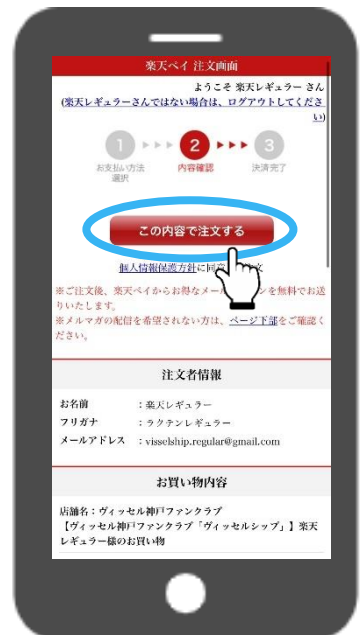 楽天ペイ 注文画面
ようこそ 楽天レギュラー さん
(楽天レギュラーさんではない場合は、ログアウトしてくださ
い)
1 2 3
お支払い方法
選択
内容確認
決済完了
この内容で注文する
個人情報保護方針に同
文
※ご注文後、楽天ペイからお得なメー
ンを無料でお送
りいたします。
※メルマガの配信を希望されない方は、ページ下部をご確認く
ださい。
注文者情報
お名前 :楽天レギュラー
フリガナ :ラクテンレギュラー
メールアドレス :visselship.regular@gmail.com
お買い物内容
店舗名:ヴィッセル神戸ファンクラブ
【ヴィッセル神戸ファンクラブ「ヴィッセルシップ」】楽天
レギュラー様のお買い物